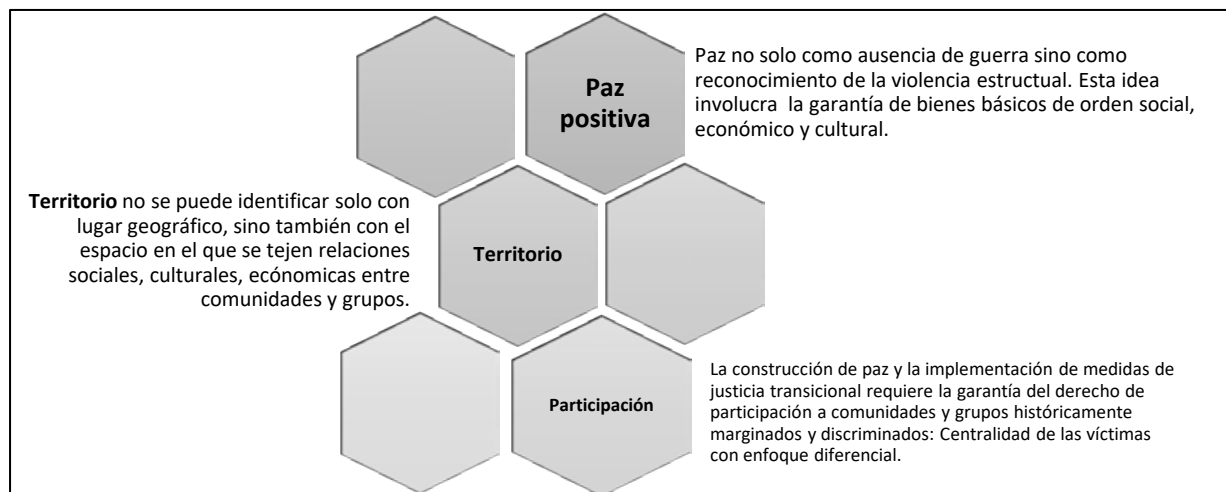 Paz
positiva
Paz no solo como ausencia de guerra sino como
reconocimiento de la violencia estructual. Esta idea
involucra la garantía de bienes básicos de orden social,
económico y cultural.
Territorio no se puede identificar solo con
lugar geográfico, sino también con el
espacio en el que se tejen relaciones
sociales, culturales, ecónomicas entre
comunidades y grupos.
Territorio
Participación
La construcción de paz y la implementación de medidas de
justicia transicional requiere la garantía del derecho de
participación a comunidades y grupos históricamente
marginados y discriminados: Centralidad de las víctimas
con enfoque diferencial.